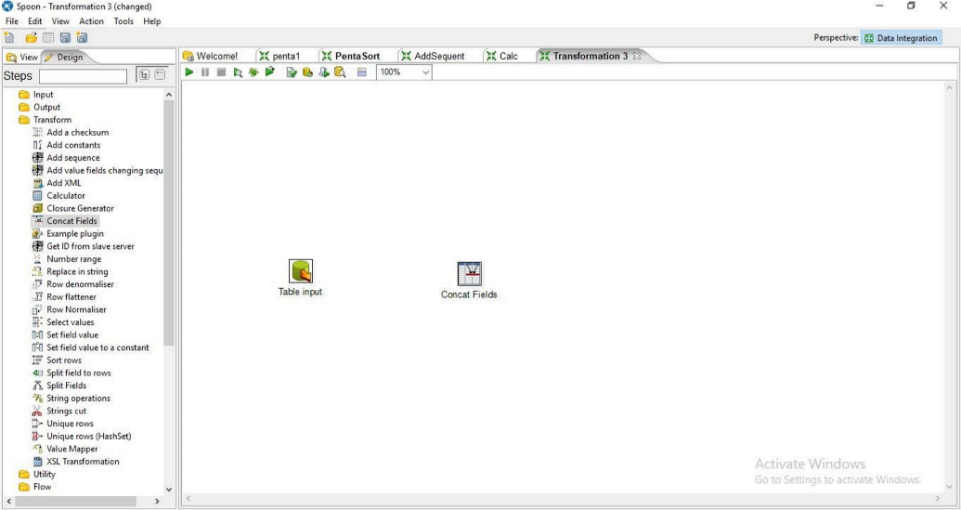 Spoon - Transformation 3 (changed)
File Edit View Action Tools Help
Perspective: Data Integration
View Design
Welcome! penta1 PentaSort AddSequent Calc Transformation 3
Steps
100%
Input
Output
Transform
Add a checksum
Add constants
Add sequence
Add value fields changing sequ
Add XML
Calculator
Closure Generator
Concat Fields
Example plugin
Get ID from slave server
Number range
Replace in string
Row denormaliser
Row flattener
Row Normaliser
Select values
Set field value
Set field value to a constant
Sort rows
Split field to rows
Split Fields
String operations
Strings cut
Unique rows
Unique rows (HashSet)
Value Mapper
XSL Transformation
Utility
Flow
Table input
Concat Fields
Activate Windows
Go to Settings to activate Windows.